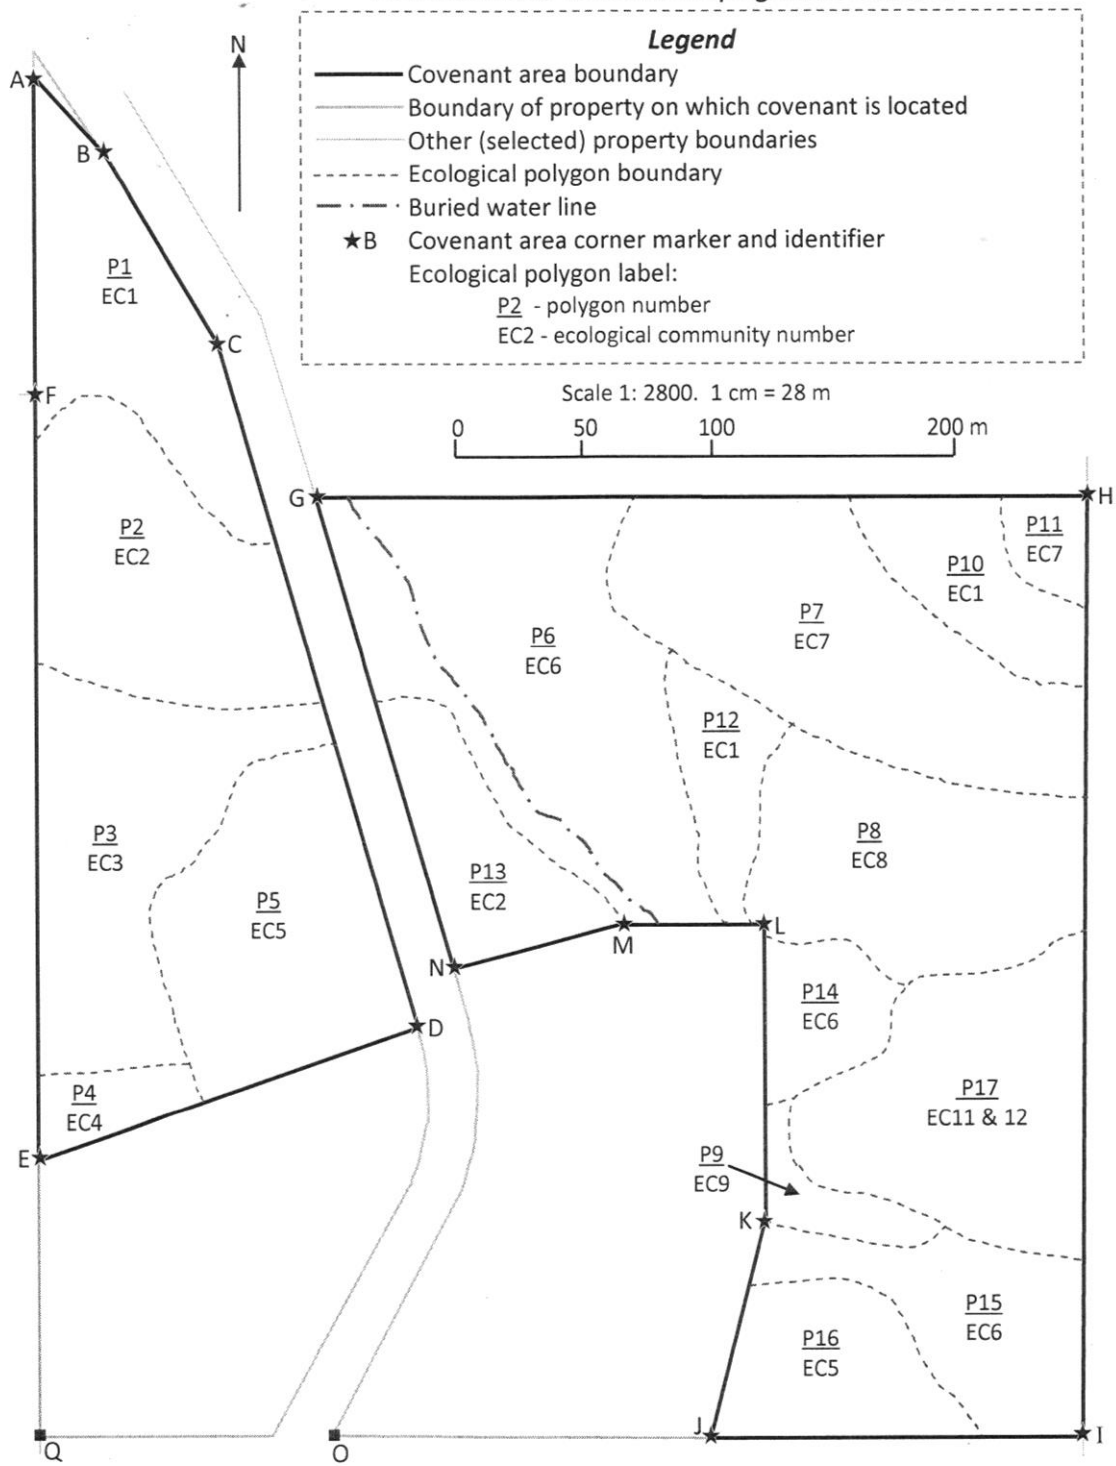 Legend
Covenant area boundary
Boundary of property on which covenant is located
Other (selected) property boundaries
Ecological polygon boundary
Buried water line
★B Covenant area corner marker and identifier
Ecological polygon label:
P2 - polygon number
EC2 - ecological community number
Scale 1: 2800. 1 cm = 28 m
0 50 100 200 m
N
A
B
P1
EC1
C
F
P2
EC2
G
H
P11
EC7
P10
EC1
P7
EC7
P6
EC6
P12
EC1
P3
EC3
P8
EC8
P13
EC2
P5
EC5
M
L
N
D
P14
EC6
P4
EC4
P17
EC11 & 12
E
P9
EC9
K
P15
EC6
P16
EC5
J
I
Q
O